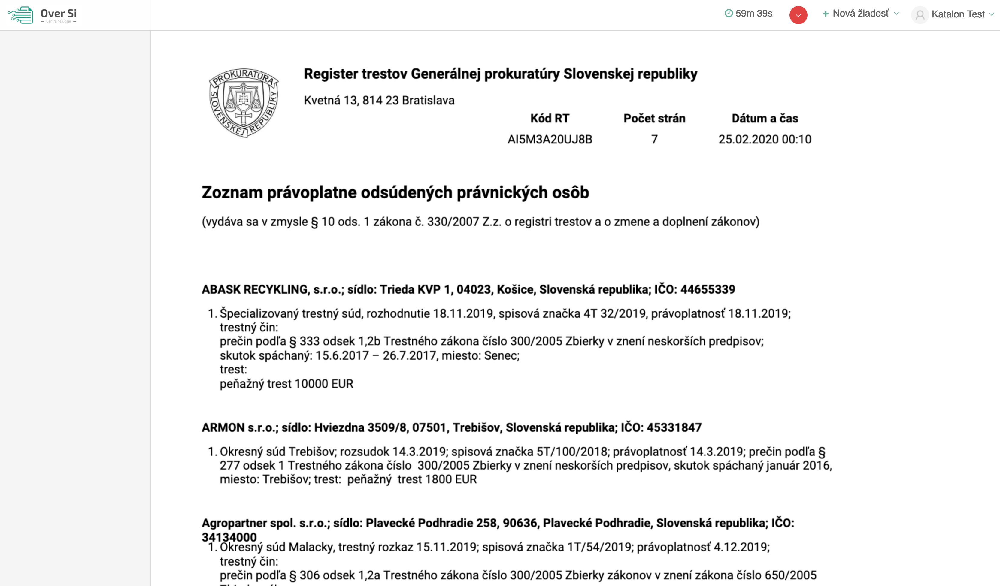 Over Si
Centrálne údaje
59m 39s
Nová žiadosť
Katalon Test
PROKURATÚRA
SLOVENSKEJ REPUBLIKY
Register trestov Generálnej prokuratúry Slovenskej republiky
Kvetná 13, 814 23 Bratislava
Kód RT Počet strán Dátum a čas
AI5M3A20UJ8B 7 25.02.2020 00:10
Zoznam právoplatne odsúdených právnických osôb
(vydáva sa v zmysle § 10 ods. 1 zákona č. 330/2007 Z.z. o registri trestov a o zmene a doplnení zákonov)
ABASK RECYKLING, s.r.o.; sídlo: Trieda KVP 1, 04023, Košice, Slovenská republika; IČO: 44655339
1. Špecializovaný trestný súd, rozhodnutie 18.11.2019, spisová značka 4T 32/2019, právoplatnosť 18.11.2019;
trestný čin:
prečin podľa § 333 odsek 1,2b Trestného zákona číslo 300/2005 Zbierky v znení neskorších predpisov;
skutok spáchaný: 15.6.2017 – 26.7.2017, miesto: Senec;
trest:
peňažný trest 10000 EUR
ARMON s.r.o.; sídlo: Hviezdna 3509/8, 07501, Trebišov, Slovenská republika; IČO: 45331847
1. Okresný súd Trebišov; rozsudok 14.3.2019; spisová značka 5T/100/2018; právoplatnosť 14.3.2019; prečin podľa §
277 odsek 1 Trestného zákona číslo 300/2005 Zbierky v znení neskorších predpisov, skutok spáchaný január 2016,
miesto: Trebišov; trest: peňažný trest 1800 EUR
Agropartner spol. s.r.o.; sídlo: Plavecké Podhradie 258, 90636, Plavecké Podhradie, Slovenská republika; IČO:
34134000
1. Okresný súd Malacky, trestný rozkaz 15.11.2019; spisová značka 1T/54/2019; právoplatnosť 4.12.2019;
trestný čin:
prečin podľa § 306 odsek 1,2a Trestného zákona číslo 300/2005 Zbierky zákonov v znení zákona číslo 650/2005